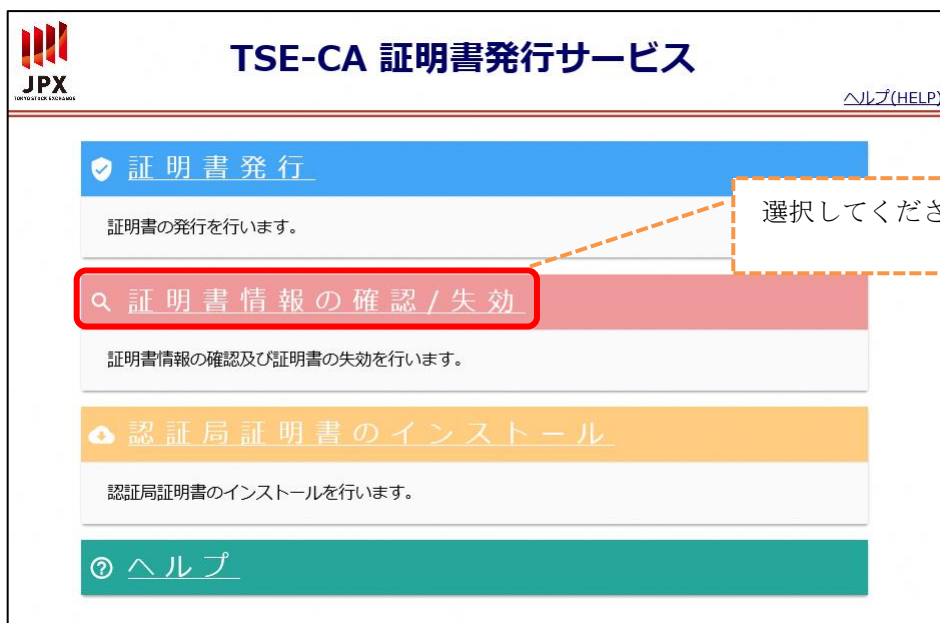 JPX
TOKYO STOCK EXCHANGE
TSE-CA 証明書発行サービス
ヘルプ(HELP)
証明書発行
証明書の発行を行います。
選択してくださ
証明書情報の確認/失効
証明書情報の確認及び証明書の失効を行います。
認証局証明書のインストール
認証局証明書のインストールを行います。
ヘルプ